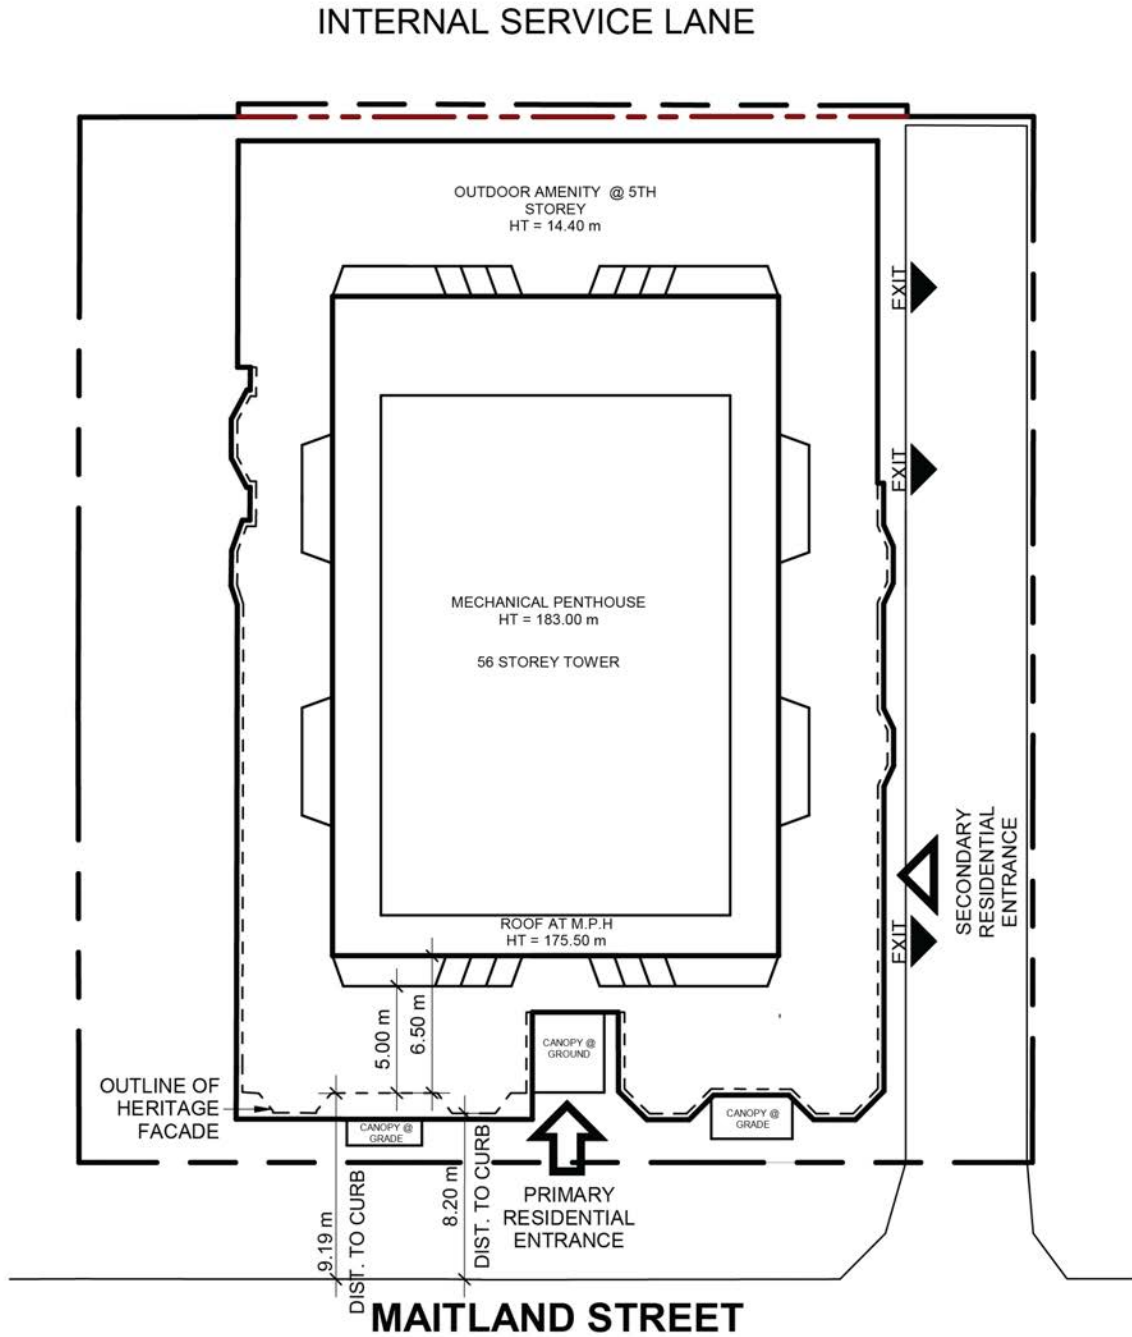 INTERNAL SERVICE LANE
OUTDOOR AMENITY @ 5TH
STOREY
HT = 14.40 m
EXIT
EXIT
MECHANICAL PENTHOUSE
HT = 183.00 m
56 STOREY TOWER
SECONDARY
RESIDENTIAL
ENTRANCE
EXIT
ROOF AT M.P.H
HT = 175.50 m
5.00 m
6.50 m
CANOPY @
GROUND
OUTLINE OF
HERITAGE
FACADE
CANOPY @
GRADE
CANOPY @
GRADE
9.19 m
DIST. TO CURB
8.20 m
DIST. TO CURB
PRIMARY
RESIDENTIAL
ENTRANCE
MAITLAND STREET